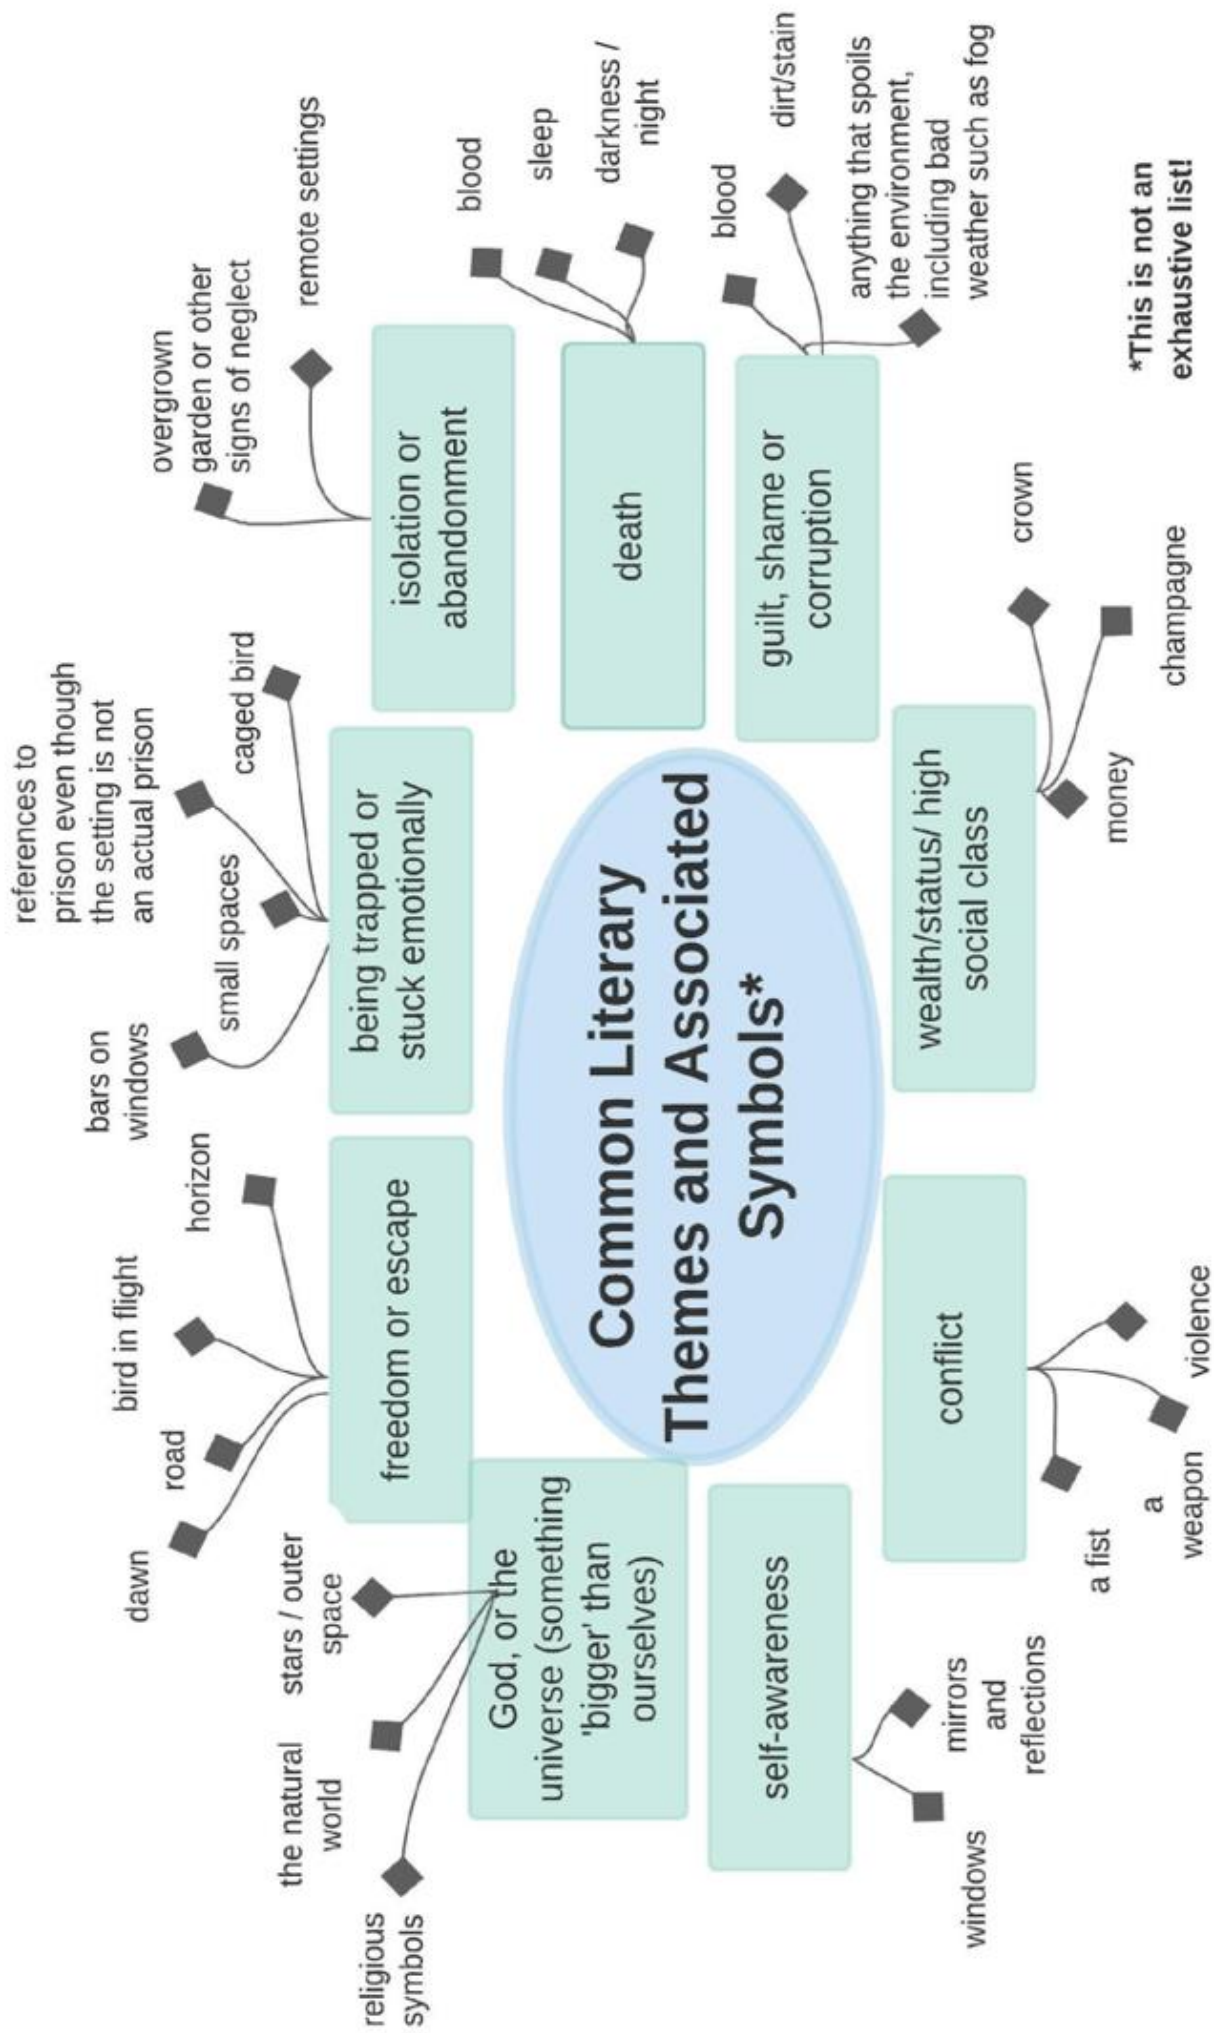 Common Literary
Themes and Associated
Symbols*
God, or the
universe (something
'bigger' than
ourselves)
religious
symbols
the natural
world
stars / outer
space
freedom or escape
dawn
road
bird in flight
horizon
being trapped or
stuck emotionally
bars on
windows
small spaces
references to
prison even though
the setting is not
an actual prison
caged bird
isolation or
abandonment
overgrown
garden or other
signs of neglect
remote settings
death
blood
sleep
darkness /
night
guilt, shame or
corruption
blood
dirt/stain
anything that spoils
the environment,
including bad
weather such as fog
wealth/status/ high
social class
crown
champagne
money
conflict
violence
a
weapon
a fist
self-awareness
mirrors
and
reflections
windows
*This is not an
exhaustive list!